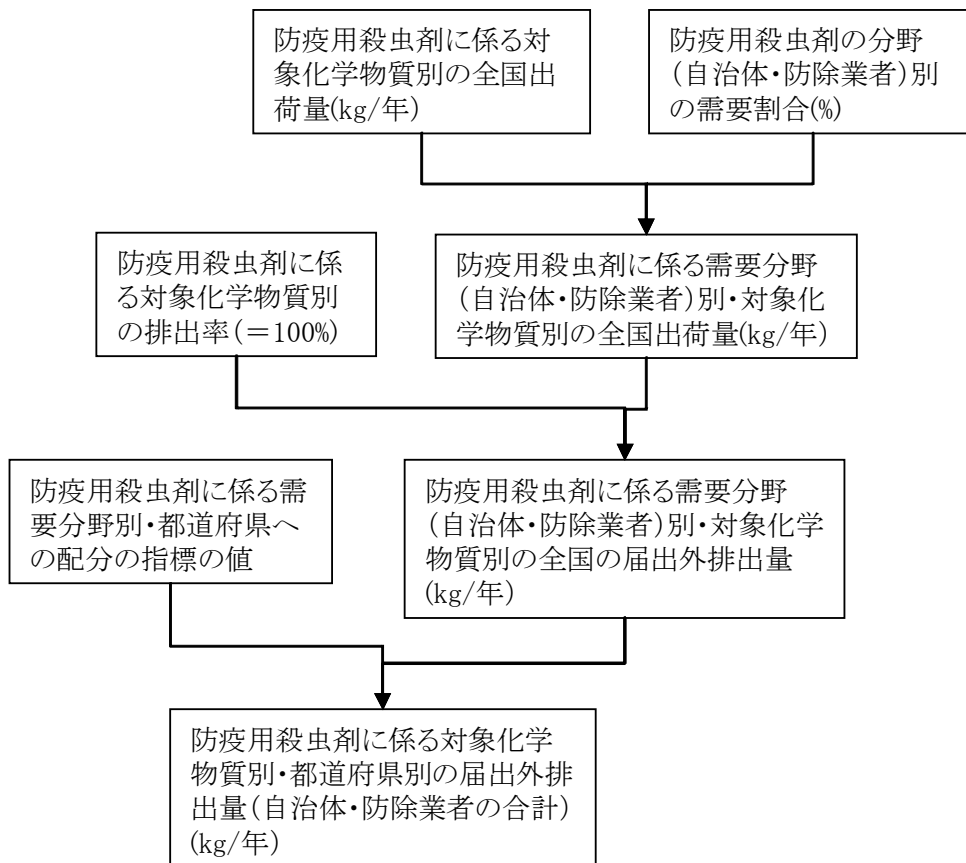 防疫用殺虫剤に係る対
象化学物質別の全国出
荷量(kg/年)
防疫用殺虫剤の分野
(自治体・防除業者)別
の需要割合(%)
防疫用殺虫剤に係
る対象化学物質別
の排出率(＝100%)
防疫用殺虫剤に係る需要分野
(自治体・防除業者)別・対象化
学物質別の全国出荷量(kg/年)
防疫用殺虫剤に係る需
要分野別・都道府県へ
の配分の指標の値
防疫用殺虫剤に係る需要分野
(自治体・防除業者)別・対象化学
物質別の全国の届出外排出量
(kg/年)
防疫用殺虫剤に係る対象化学
物質別・都道府県別の届出外排
出量(自治体・防除業者の合計)
(kg/年)